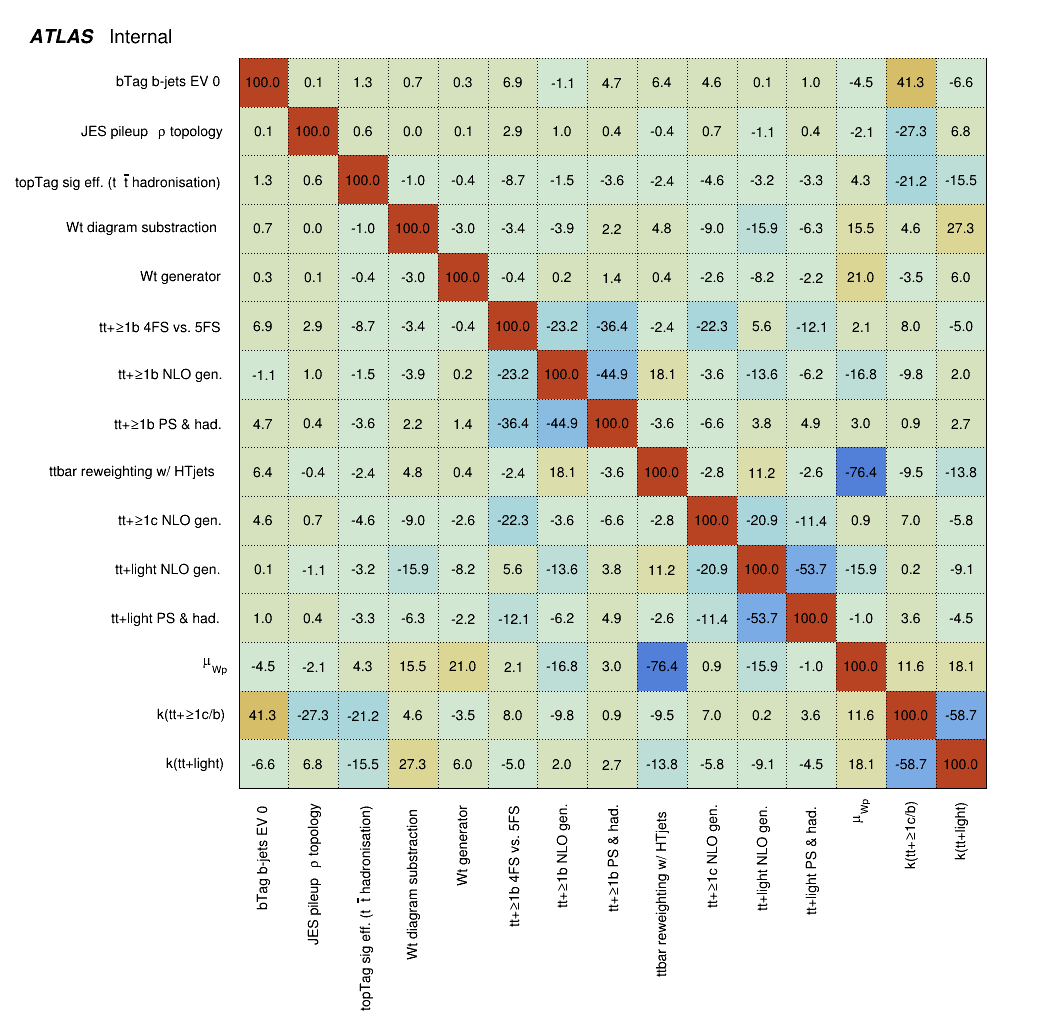 ATLAS Internal
bTag b-jets EV 0 100.0 0.1 1.3 0.7 0.3 6.9 -1.1 4.7 6.4 4.6 0.1 1.0 -4.5 41.3 -6.6
JES pileup ρ topology 0.1 100.0 0.6 0.0 0.1 2.9 1.0 0.4 -0.4 0.7 -1.1 0.4 -2.1 -27.3 6.8
topTag sig eff. (t t̄ hadronisation) 1.3 0.6 100.0 -1.0 -0.4 -8.7 -1.5 -3.6 -2.4 -4.6 -3.2 -3.3 4.3 -21.2 -15.5
Wt diagram substraction 0.7 0.0 -1.0 100.0 -3.0 -3.4 -3.9 2.2 4.8 -9.0 -15.9 -6.3 15.5 4.6 27.3
Wt generator 0.3 0.1 -0.4 -3.0 100.0 -0.4 0.2 1.4 0.4 -2.6 -8.2 -2.2 21.0 -3.5 6.0
tt+≥1b 4FS vs. 5FS 6.9 2.9 -8.7 -3.4 -0.4 100.0 -23.2 -36.4 -2.4 -22.3 5.6 -12.1 2.1 8.0 -5.0
tt+≥1b NLO gen. -1.1 1.0 -1.5 -3.9 0.2 -23.2 100.0 -44.9 18.1 -3.6 -13.6 -6.2 -16.8 -9.8 2.0
tt+≥1b PS & had. 4.7 0.4 -3.6 2.2 1.4 -36.4 -44.9 100.0 -3.6 -6.6 3.8 4.9 3.0 0.9 2.7
ttbar reweighting w/ HTjets 6.4 -0.4 -2.4 4.8 0.4 -2.4 18.1 -3.6 100.0 -2.8 11.2 -2.6 -76.4 -9.5 -13.8
tt+≥1c NLO gen. 4.6 0.7 -4.6 -9.0 -2.6 -22.3 -3.6 -6.6 -2.8 100.0 -20.9 -11.4 0.9 7.0 -5.8
tt+light NLO gen. 0.1 -1.1 -3.2 -15.9 -8.2 5.6 -13.6 3.8 11.2 -20.9 100.0 -53.7 -15.9 0.2 -9.1
tt+light PS & had. 1.0 0.4 -3.3 -6.3 -2.2 -12.1 -6.2 4.9 -2.6 -11.4 -53.7 100.0 -1.0 3.6 -4.5
μWp -4.5 -2.1 4.3 15.5 21.0 2.1 -16.8 3.0 -76.4 0.9 -15.9 -1.0 100.0 11.6 18.1
k(tt+≥1c/b) 41.3 -27.3 -21.2 4.6 -3.5 8.0 -9.8 0.9 -9.5 7.0 0.2 3.6 11.6 100.0 -58.7
k(tt+light) -6.6 6.8 -15.5 27.3 6.0 -5.0 2.0 2.7 -13.8 -5.8 -9.1 -4.5 18.1 -58.7 100.0
bTag b-jets EV 0
JES pileup ρ topology
topTag sig eff. (t t̄ hadronisation)
Wt diagram substraction
Wt generator
tt+≥1b 4FS vs. 5FS
tt+≥1b NLO gen.
tt+≥1b PS & had.
ttbar reweighting w/ HTjets
tt+≥1c NLO gen.
tt+light NLO gen.
tt+light PS & had.
μWp
k(tt+≥1c/b)
k(tt+light)